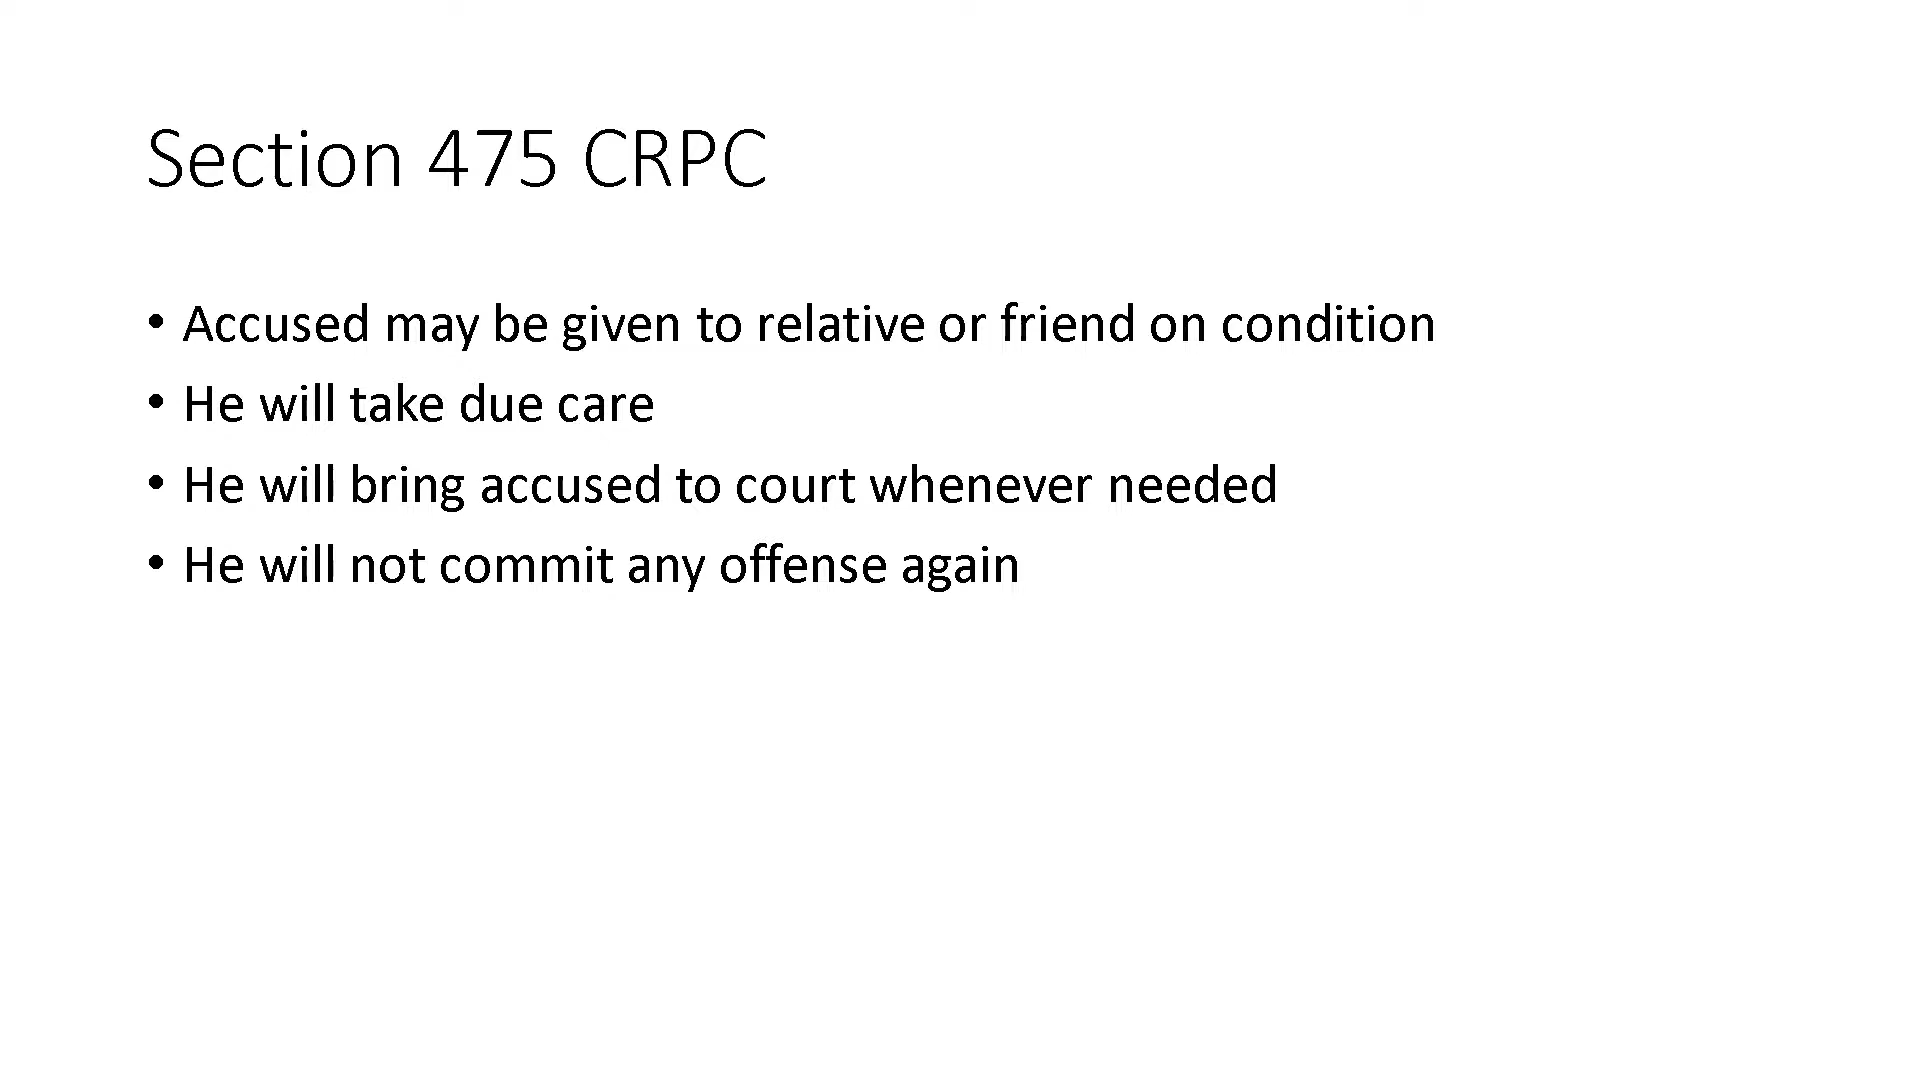 Section 475 CRPC
• Accused may be given to relative or friend on condition
• He will take due care
• He will bring accused to court whenever needed
• He will not commit any offense again